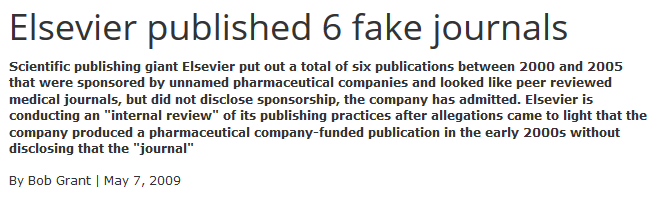 Elsevier published 6 fake journals
Scientific publishing giant Elsevier put out a total of six publications between 2000 and 2005
that were sponsored by unnamed pharmaceutical companies and looked like peer reviewed
medical journals, but did not disclose sponsorship, the company has admitted. Elsevier is
conducting an "internal review" of its publishing practices after allegations came to light that the
company produced a pharmaceutical company-funded publication in the early 2000s without
disclosing that the "journal"
By Bob Grant | May 7, 2009